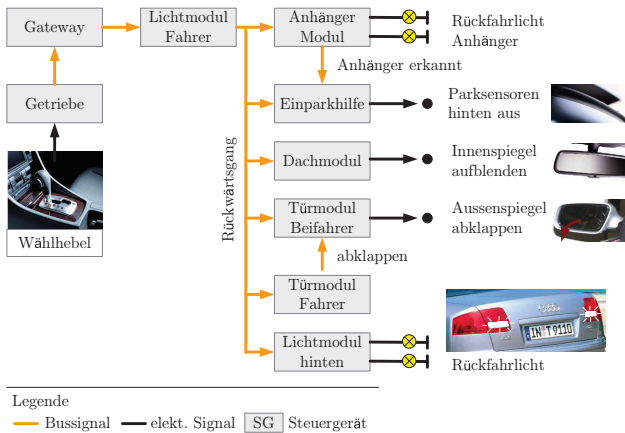 Gateway
Lichtmodul
Fahrer
Anhänger
Modul
Rückfahrlicht
Anhänger
Anhänger erkannt
Getriebe
Einparkhilfe
Parksensoren
hinten aus
Rückwärtsgang
Dachmodul
Innenspiegel
aufblenden
Wählhebel
Türmodul
Beifahrer
Aussenspiegel
abklappen
abklappen
Türmodul
Fahrer
Lichtmodul
hinten
IN T 9110
Rückfahrlicht
Legende
Bussignal elekt. Signal SG Steuergerät